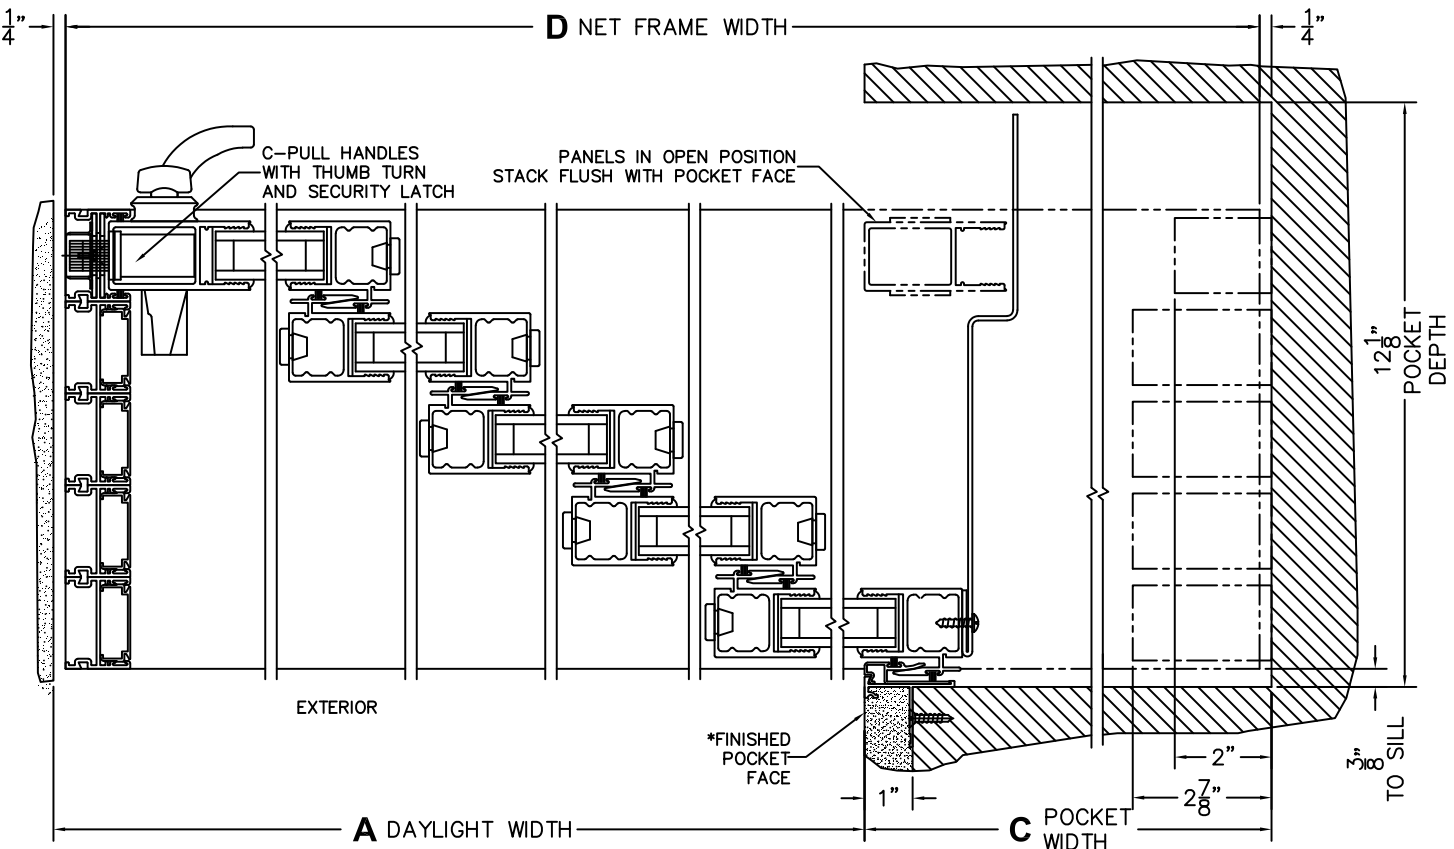 1/4"
D NET FRAME WIDTH
1/4"
C-PULL HANDLES
WITH THUMB TURN
AND SECURITY LATCH
PANELS IN OPEN POSITION
STACK FLUSH WITH POCKET FACE
12 1/8"
POCKET
DEPTH
EXTERIOR
*FINISHED
POCKET
FACE
3/8"
TO SILL
2"
1"
2 7/8"
A DAYLIGHT WIDTH
C POCKET
WIDTH